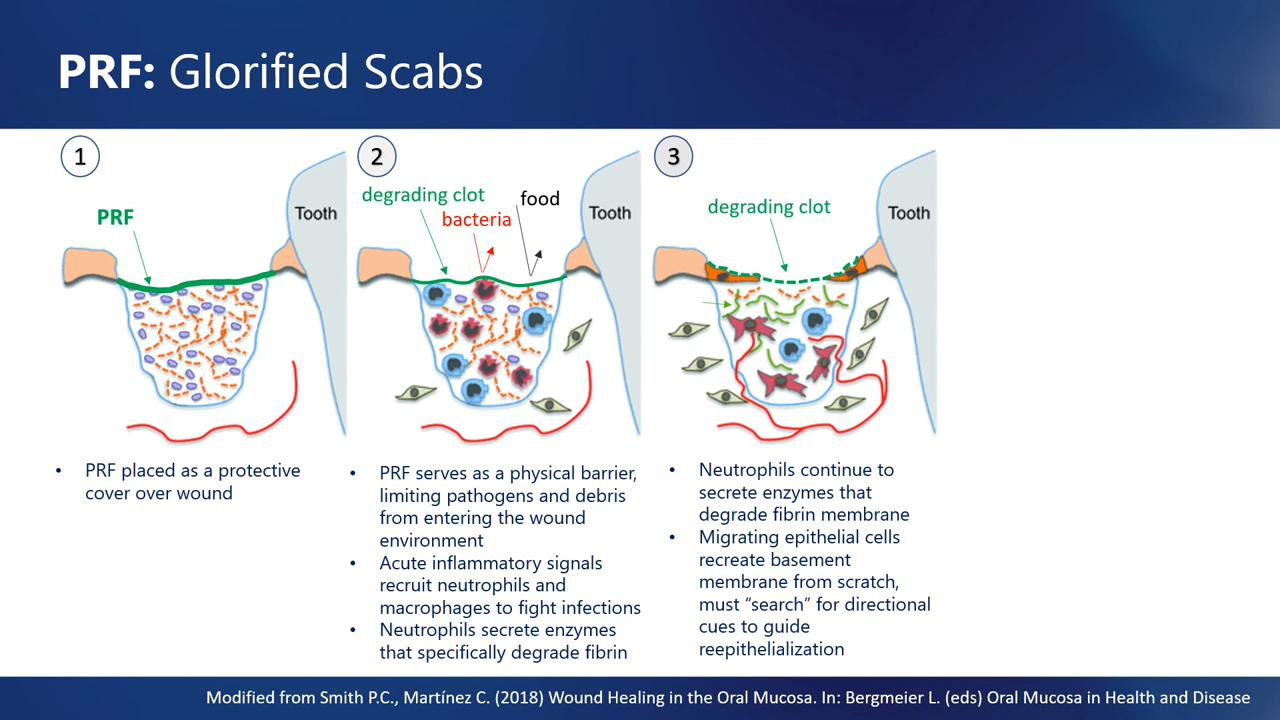 PRF: Glorified Scabs
1
PRF
Tooth
• PRF placed as a protective
cover over wound
2
degrading clot
bacteria
food
Tooth
• PRF serves as a physical barrier,
limiting pathogens and debris
from entering the wound
environment
• Acute inflammatory signals
recruit neutrophils and
macrophages to fight infections
• Neutrophils secrete enzymes
that specifically degrade fibrin
3
degrading clot
Tooth
• Neutrophils continue to
secrete enzymes that
degrade fibrin membrane
• Migrating epithelial cells
recreate basement
membrane from scratch,
must “search” for directional
cues to guide
reepithelialization
Modified from Smith P.C., Martínez C. (2018) Wound Healing in the Oral Mucosa. In: Bergmeier L. (eds) Oral Mucosa in Health and Disease